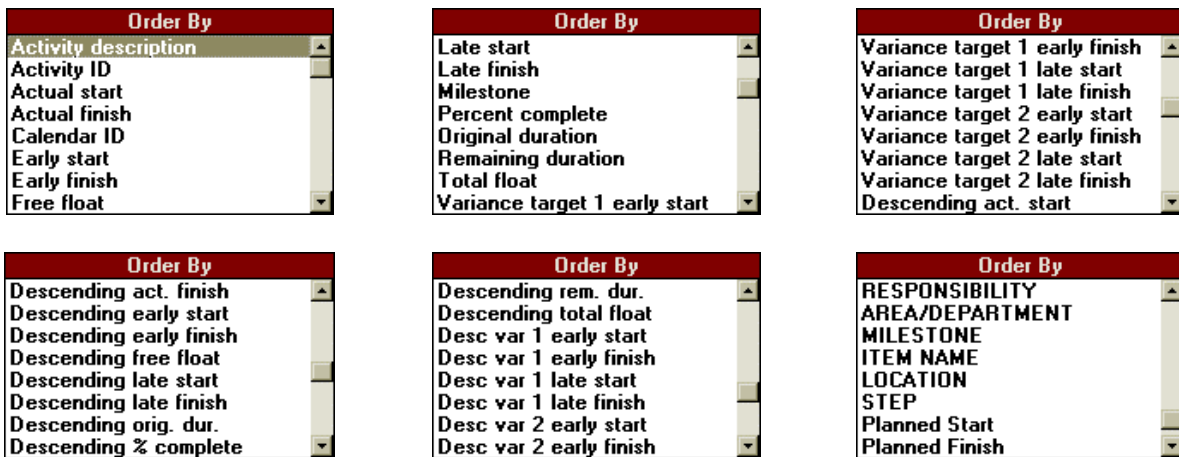 Order By
Activity description
Activity ID
Actual start
Actual finish
Calendar ID
Early start
Early finish
Free float
Order By
Late start
Late finish
Milestone
Percent complete
Original duration
Remaining duration
Total float
Variance target 1 early start
Order By
Variance target 1 early finish
Variance target 1 late start
Variance target 1 late finish
Variance target 2 early start
Variance target 2 early finish
Variance target 2 late start
Variance target 2 late finish
Descending act. start
Order By
Descending act. finish
Descending early start
Descending early finish
Descending free float
Descending late start
Descending late finish
Descending orig. dur.
Descending % complete
Order By
Descending rem. dur.
Descending total float
Desc var 1 early start
Desc var 1 early finish
Desc var 1 late start
Desc var 1 late finish
Desc var 2 early start
Desc var 2 early finish
Order By
RESPONSIBILITY
AREA/DEPARTMENT
MILESTONE
ITEM NAME
LOCATION
STEP
Planned Start
Planned Finish